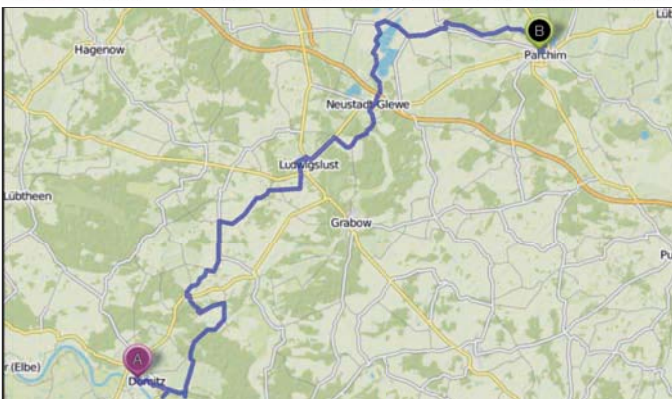 Hagenow
B
Parchim
Neustadt-Glewe
Ludwigslust
Lübtheen
Grabow
A
r (Elbe)
Dömitz